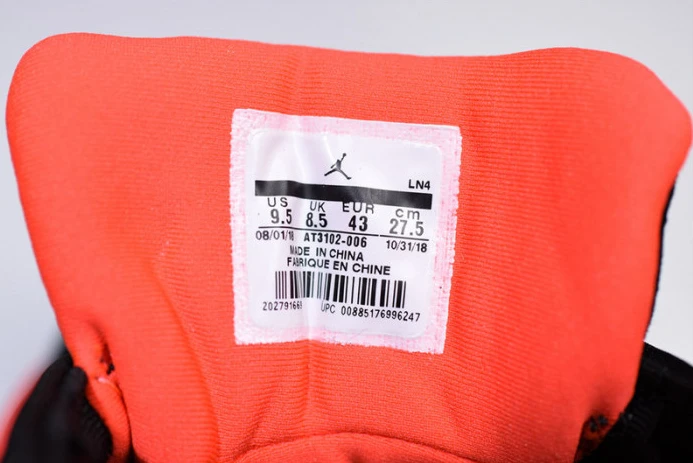 LN4
US UK EUR cm
9.5 8.5 43 27.5
08/01/18 AT3102-006 10/31/18
MADE IN CHINA
FABRIQUE EN CHINE
UPC 00885176996247